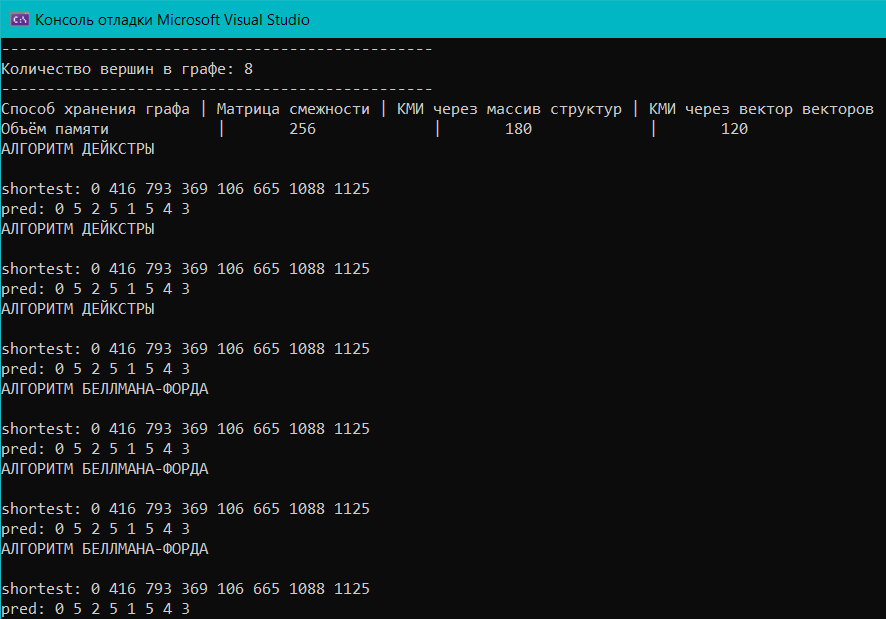 Консоль отладки Microsoft Visual Studio
------------------------------------------------
Количество вершин в графе: 8
------------------------------------------------
Способ хранения графа | Матрица смежности | КМИ через массив структур | КМИ через вектор векторов
Объём памяти | 256 | 180 | 120
АЛГОРИТМ ДЕЙКСТРЫ
shortest: 0 416 793 369 106 665 1088 1125
pred: 0 5 2 5 1 5 4 3
АЛГОРИТМ ДЕЙКСТРЫ
shortest: 0 416 793 369 106 665 1088 1125
pred: 0 5 2 5 1 5 4 3
АЛГОРИТМ ДЕЙКСТРЫ
shortest: 0 416 793 369 106 665 1088 1125
pred: 0 5 2 5 1 5 4 3
АЛГОРИТМ БЕЛЛМАНА-ФОРДА
shortest: 0 416 793 369 106 665 1088 1125
pred: 0 5 2 5 1 5 4 3
АЛГОРИТМ БЕЛЛМАНА-ФОРДА
shortest: 0 416 793 369 106 665 1088 1125
pred: 0 5 2 5 1 5 4 3
АЛГОРИТМ БЕЛЛМАНА-ФОРДА
shortest: 0 416 793 369 106 665 1088 1125
pred: 0 5 2 5 1 5 4 3